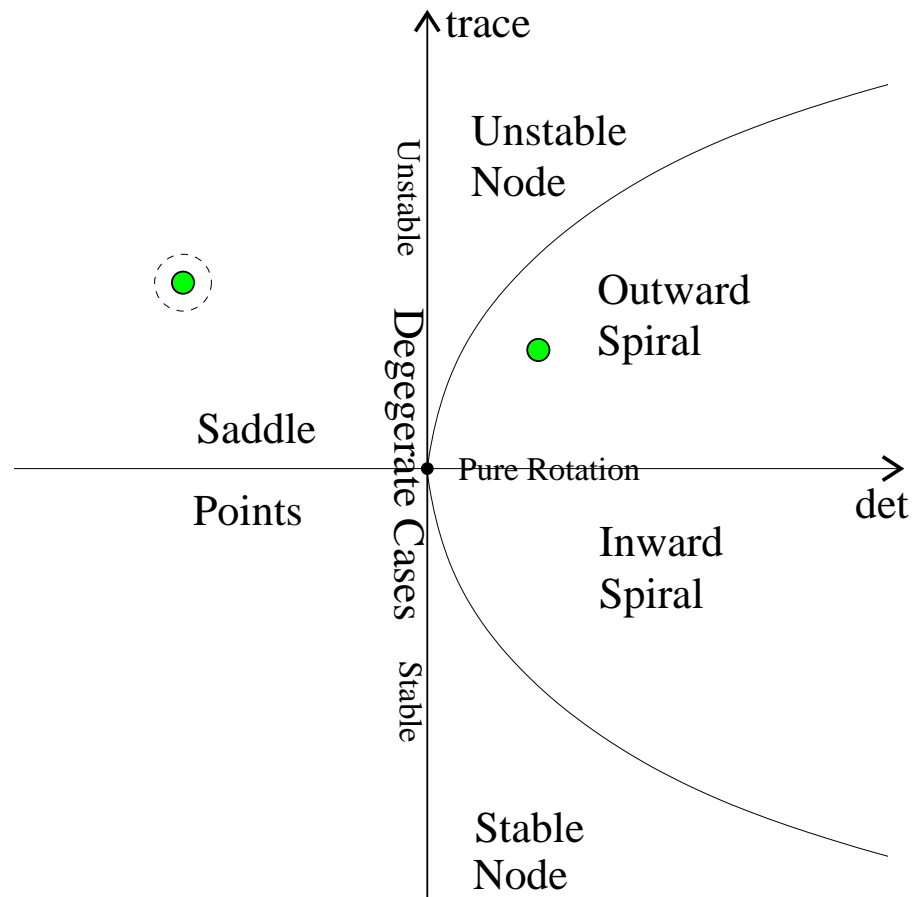 trace
Unstable
Node
Unstable
Outward
Spiral
Degegerate Cases
Saddle
Pure Rotation
det
Points
Inward
Spiral
Stable
Stable
Node